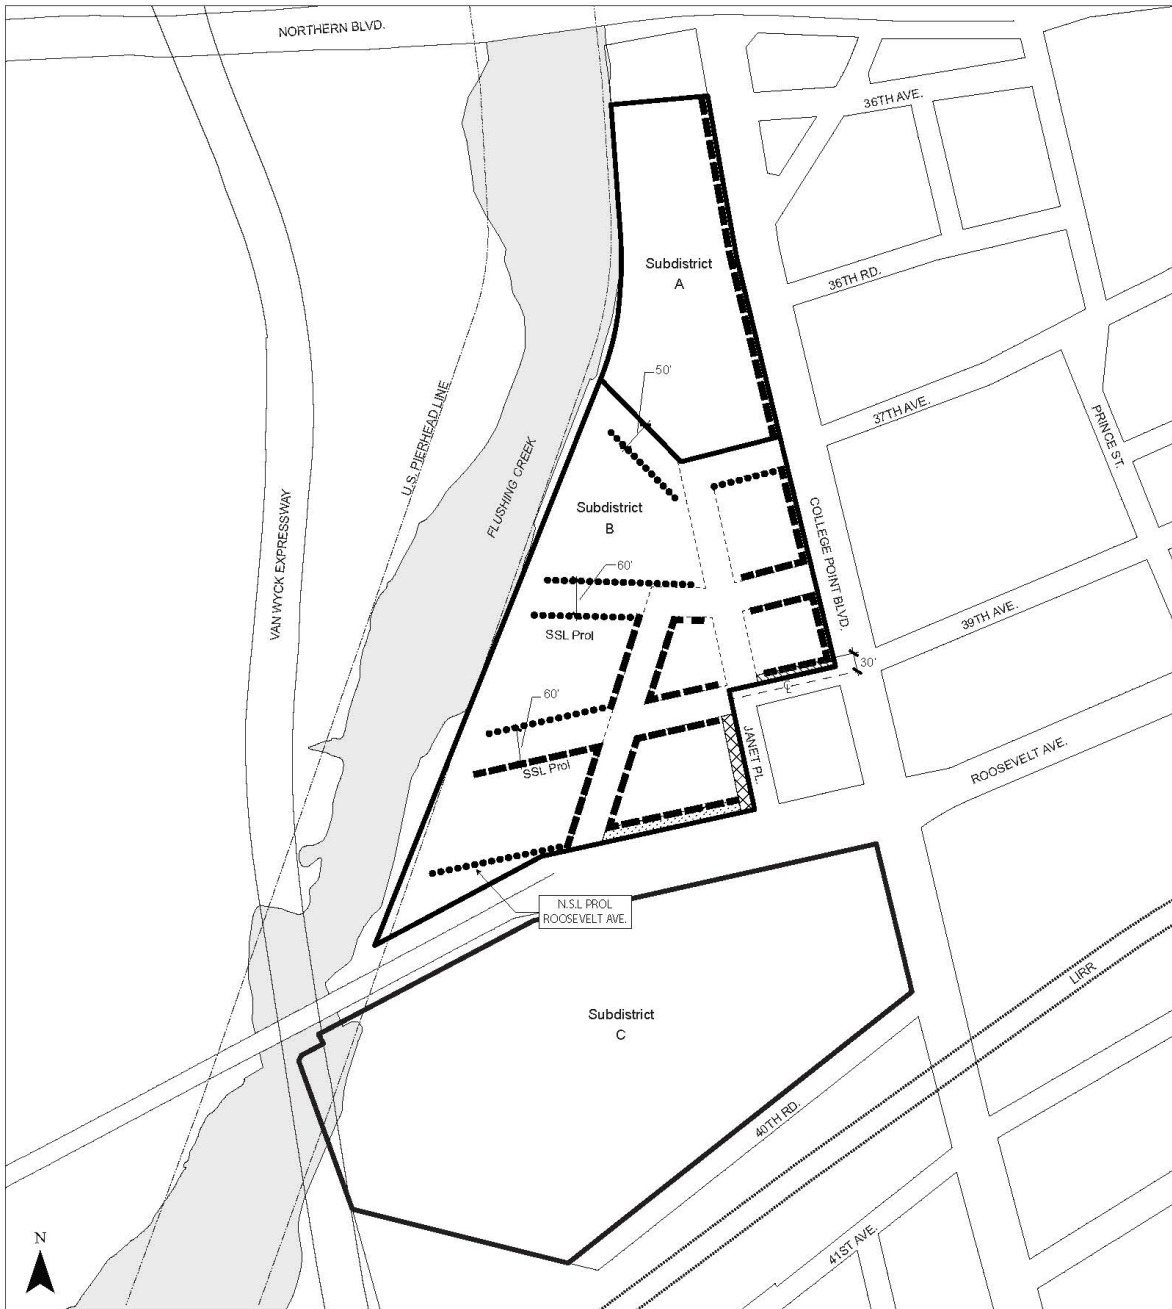 NORTHERN BLVD.
36TH AVE.
Subdistrict
A
36TH RD.
50'
U.S. PIERHEAD LINE
37TH AVE.
PRINCE ST.
FLUSHING CREEK
VAN WYCK EXPRESSWAY
Subdistrict
B
COLLEGE POINT BLVD.
60'
39TH AVE.
SSL Prol
30'
CL
60'
JANET PL.
SSL Prol
ROOSEVELT AVE.
N.S.L PROL
ROOSEVELT AVE.
LIRR
Subdistrict
C
40TH RD.
41ST AVE.
N